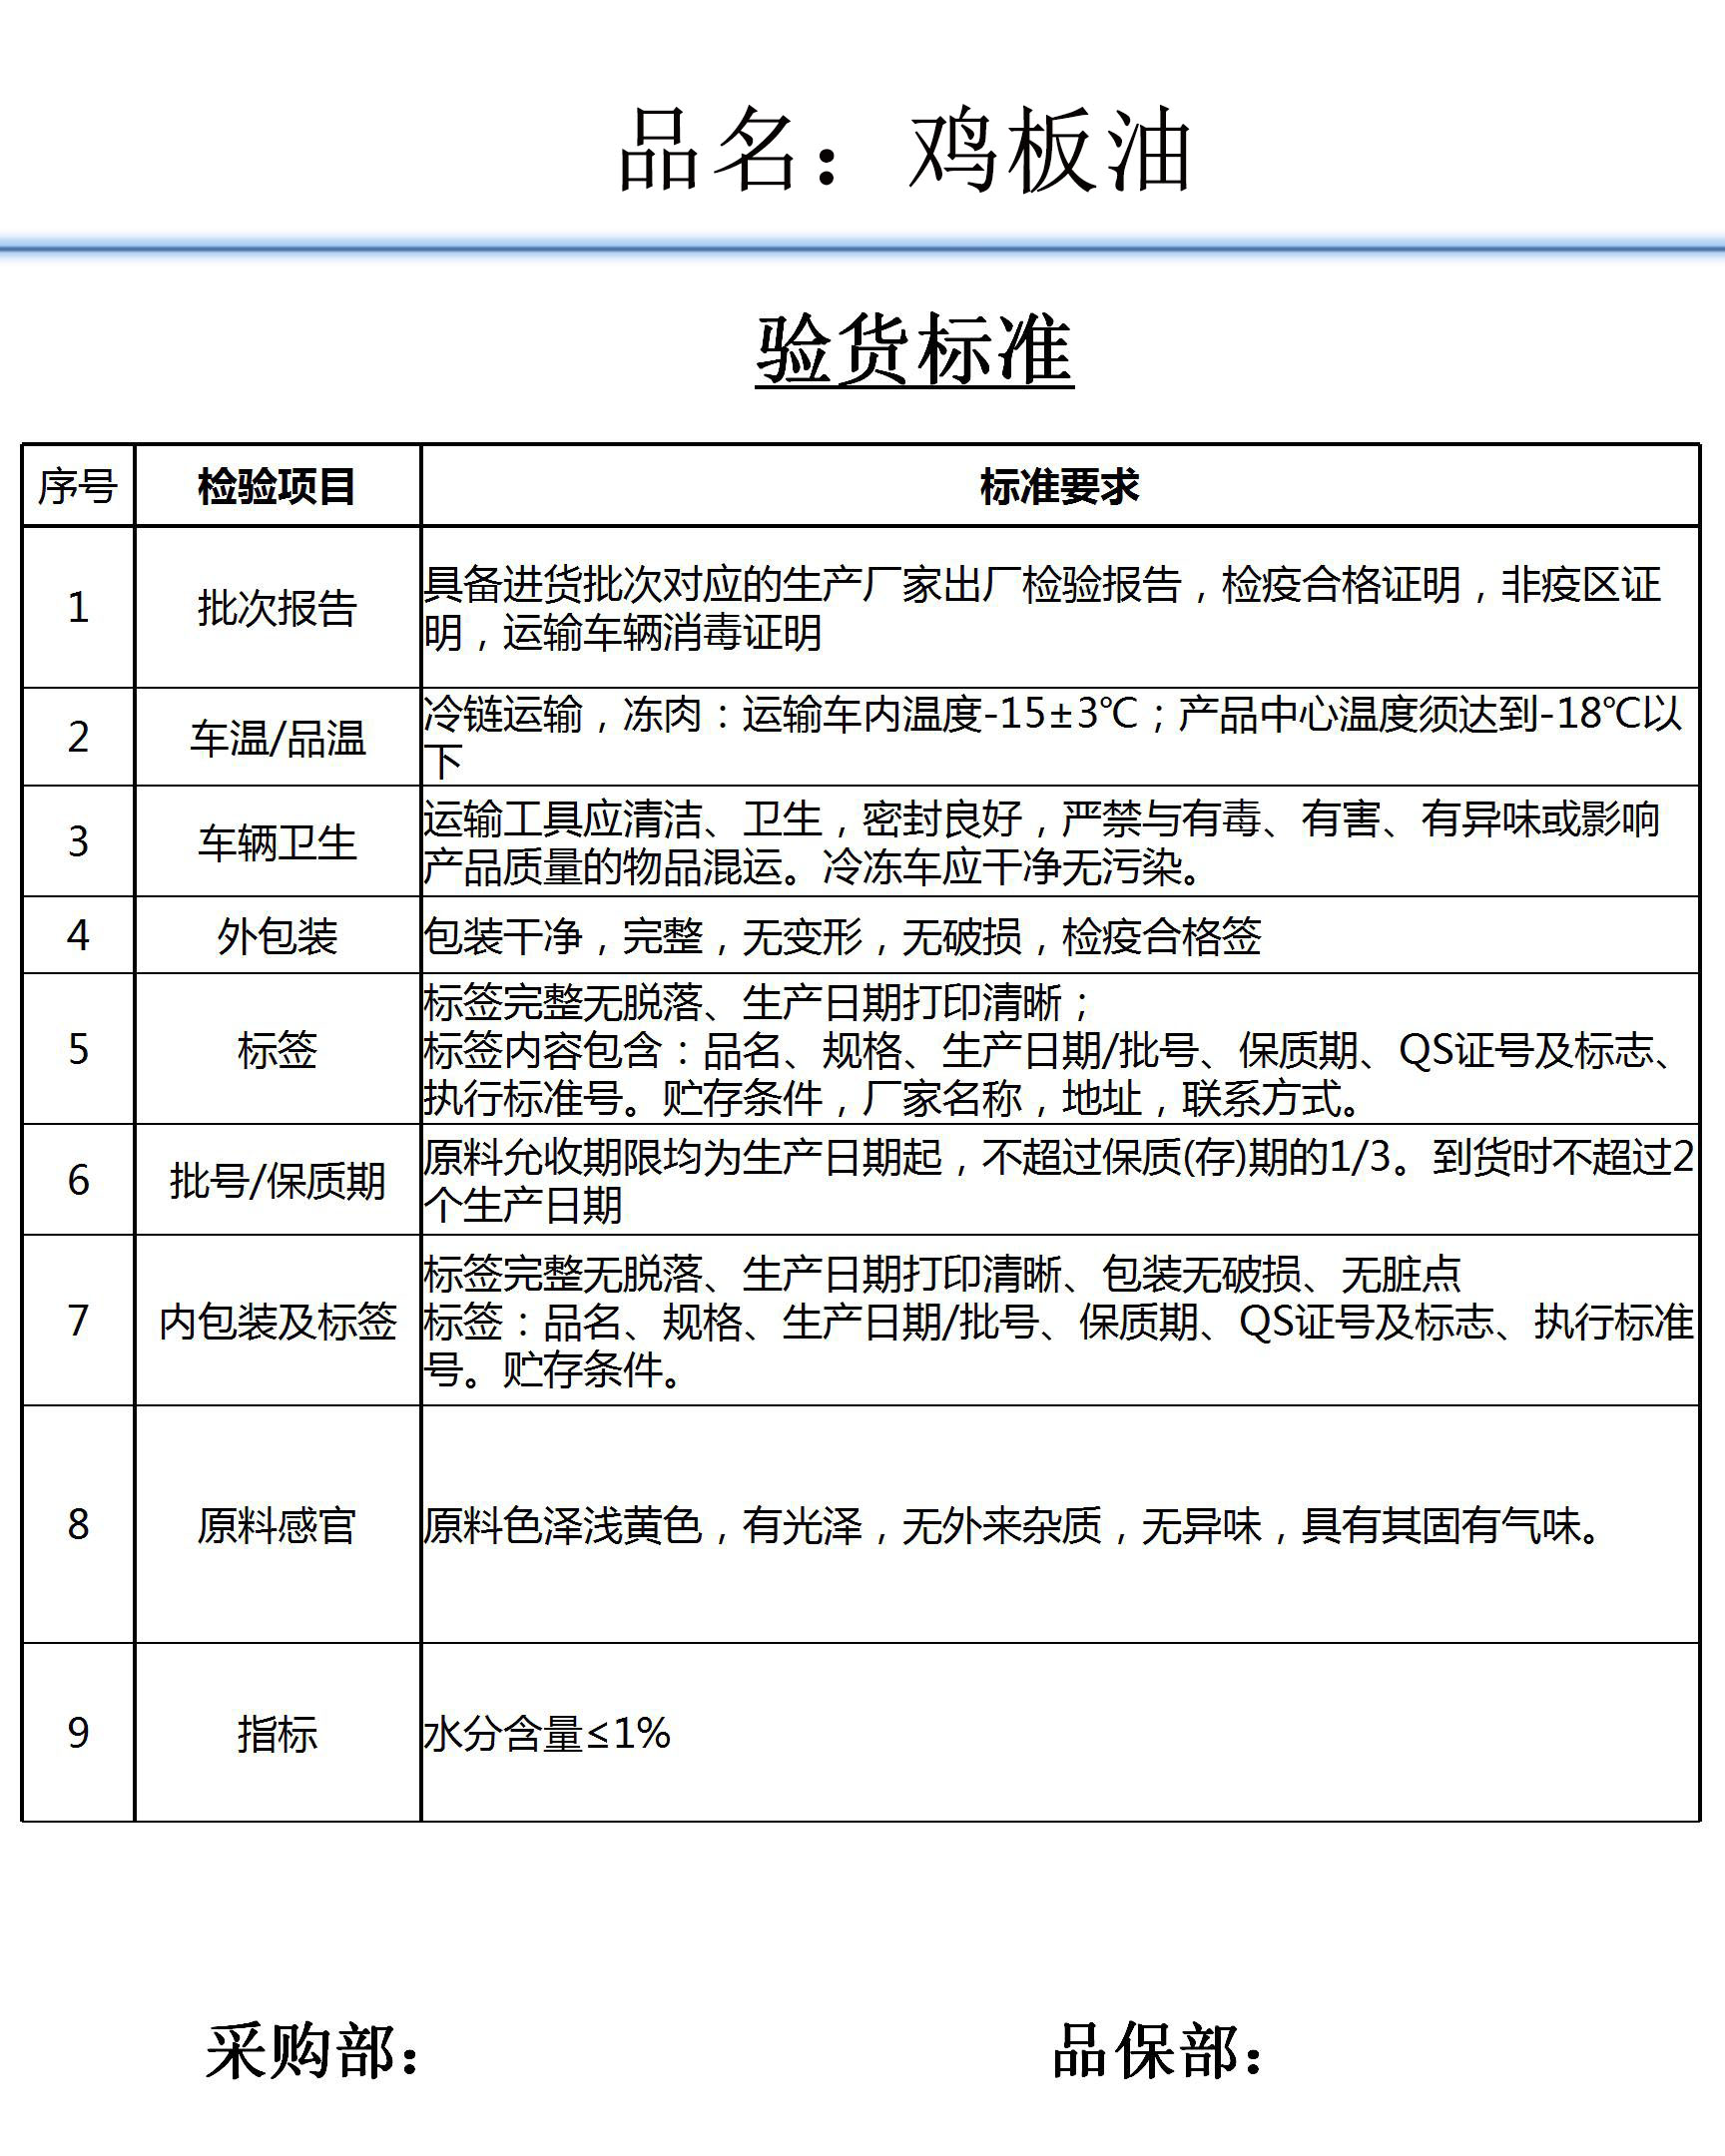 品名：鸡板油
验货标准
序号 检验项目 标准要求
1 批次报告 具备进货批次对应的生产厂家出厂检验报告，检疫合格证明，非疫区证
明，运输车辆消毒证明
2 车温/品温 冷链运输，冻肉：运输车内温度-15±3℃；产品中心温度须达到-18℃以
下
3 车辆卫生 运输工具应清洁、卫生，密封良好，严禁与有毒、有害、有异味或影响
产品质量的物品混运。冷冻车应干净无污染。
4 外包装 包装干净，完整，无变形，无破损，检疫合格签
5 标签 标签完整无脱落、生产日期打印清晰；
标签内容包含：品名、规格、生产日期/批号、保质期、QS证号及标志、
执行标准号。贮存条件，厂家名称，地址，联系方式。
6 批号/保质期 原料允收期限均为生产日期起，不超过保质(存)期的1/3。到货时不超过2
个生产日期
7 内包装及标签 标签完整无脱落、生产日期打印清晰、包装无破损、无脏点
标签：品名、规格、生产日期/批号、保质期、QS证号及标志、执行标准
号。贮存条件。
8 原料感官 原料色泽浅黄色，有光泽，无外来杂质，无异味，具有其固有气味。
9 指标 水分含量≤1%
采购部： 品保部：